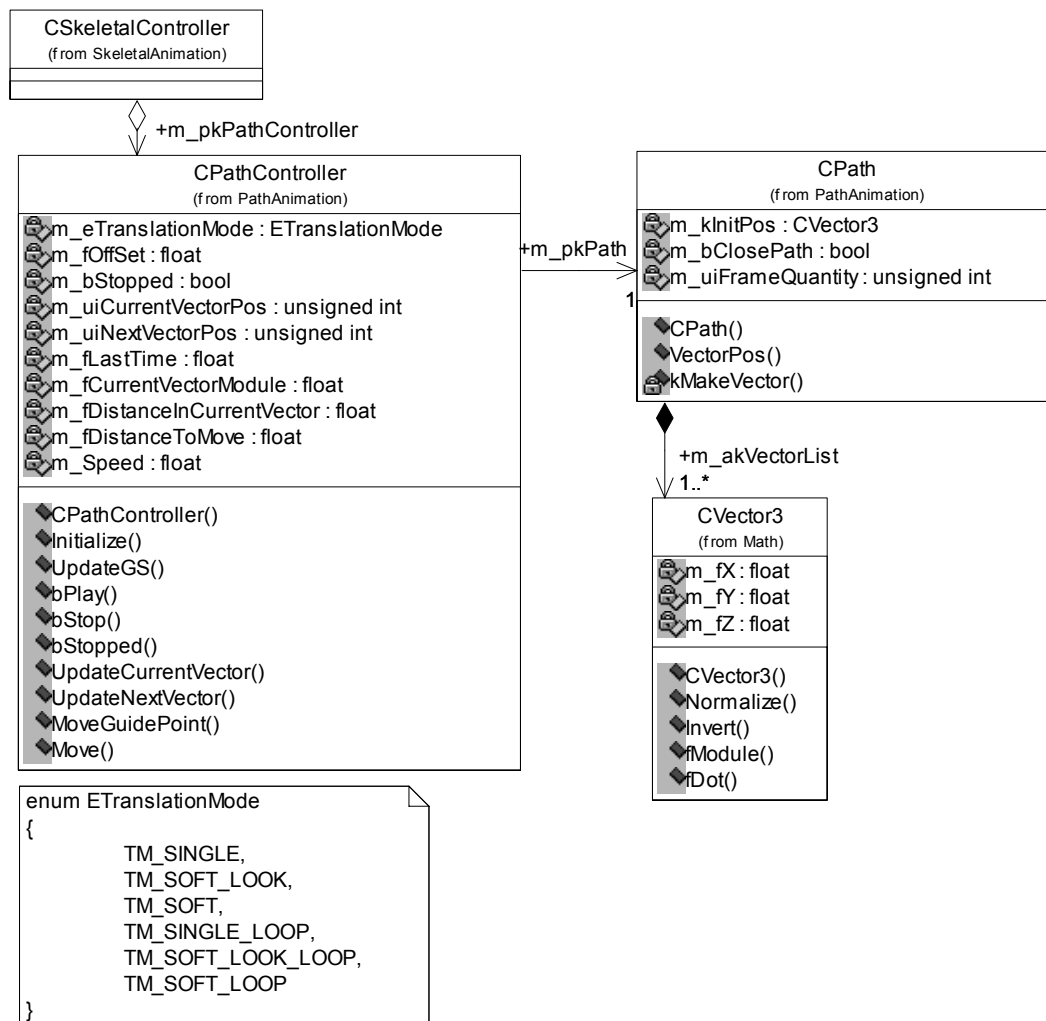 CSkeletalController
(from SkeletalAnimation)
+m_pkPathController
CPathController
(from PathAnimation)
m_eTranslationMode : ETranslationMode
m_fOffSet : float
m_bStopped : bool
m_uiCurrentVectorPos : unsigned int
m_uiNextVectorPos : unsigned int
m_fLastTime : float
m_fCurrentVectorModule : float
m_fDistanceInCurrentVector : float
m_fDistanceToMove : float
m_Speed : float
CPathController()
Initialize()
UpdateGS()
bPlay()
bStop()
bStopped()
UpdateCurrentVector()
UpdateNextVector()
MoveGuidePoint()
Move()
+m_pkPath
1
CPath
(from PathAnimation)
m_kInitPos : CVector3
m_bClosePath : bool
m_uiFrameQuantity : unsigned int
CPath()
VectorPos()
kMakeVector()
+m_akVectorList
1..*
CVector3
(from Math)
m_fX : float
m_fY : float
m_fZ : float
CVector3()
Normalize()
Invert()
fModule()
fDot()
enum ETranslationMode
{
TM_SINGLE,
TM_SOFT_LOOK,
TM_SOFT,
TM_SINGLE_LOOP,
TM_SOFT_LOOK_LOOP,
TM_SOFT_LOOP
}